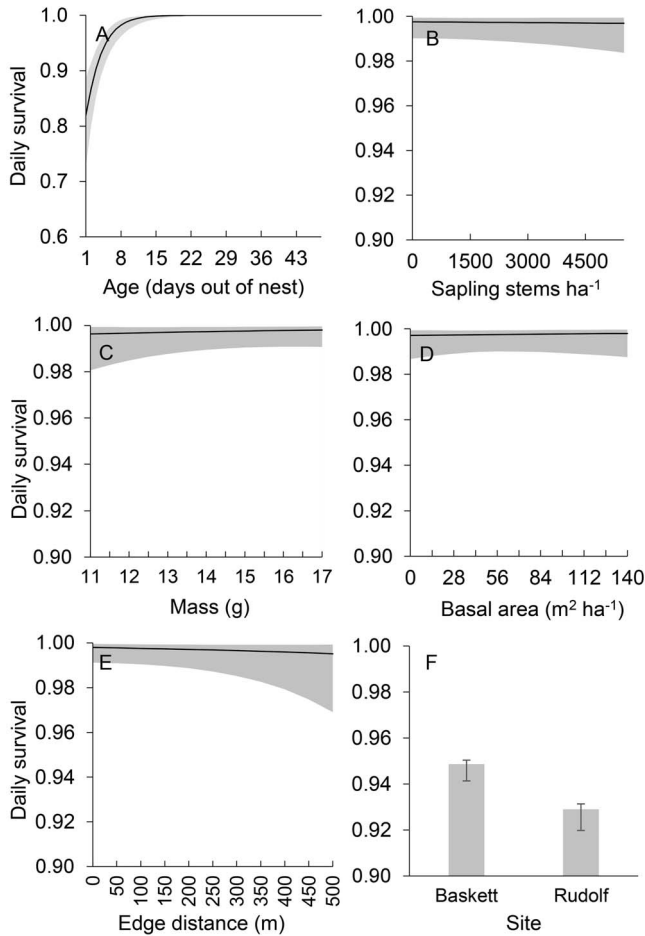 A
Daily survival
1.0
0.9
0.8
0.7
0.6
1 8 15 22 29 36 43
Age (days out of nest)
B
1.00
0.98
0.96
0.94
0.92
0.90
0 1500 3000 4500
Sapling stems ha⁻¹
C
Daily survival
1.00
0.98
0.96
0.94
0.92
0.90
11 12 13 14 15 16 17
Mass (g)
D
1.00
0.98
0.96
0.94
0.92
0.90
0 28 56 84 112 140
Basal area (m² ha⁻¹)
E
Daily survival
1.00
0.98
0.96
0.94
0.92
0.90
0 50 100 150 200 250 300 350 400 450 500
Edge distance (m)
F
1.00
0.98
0.96
0.94
0.92
0.90
Baskett Rudolf
Site